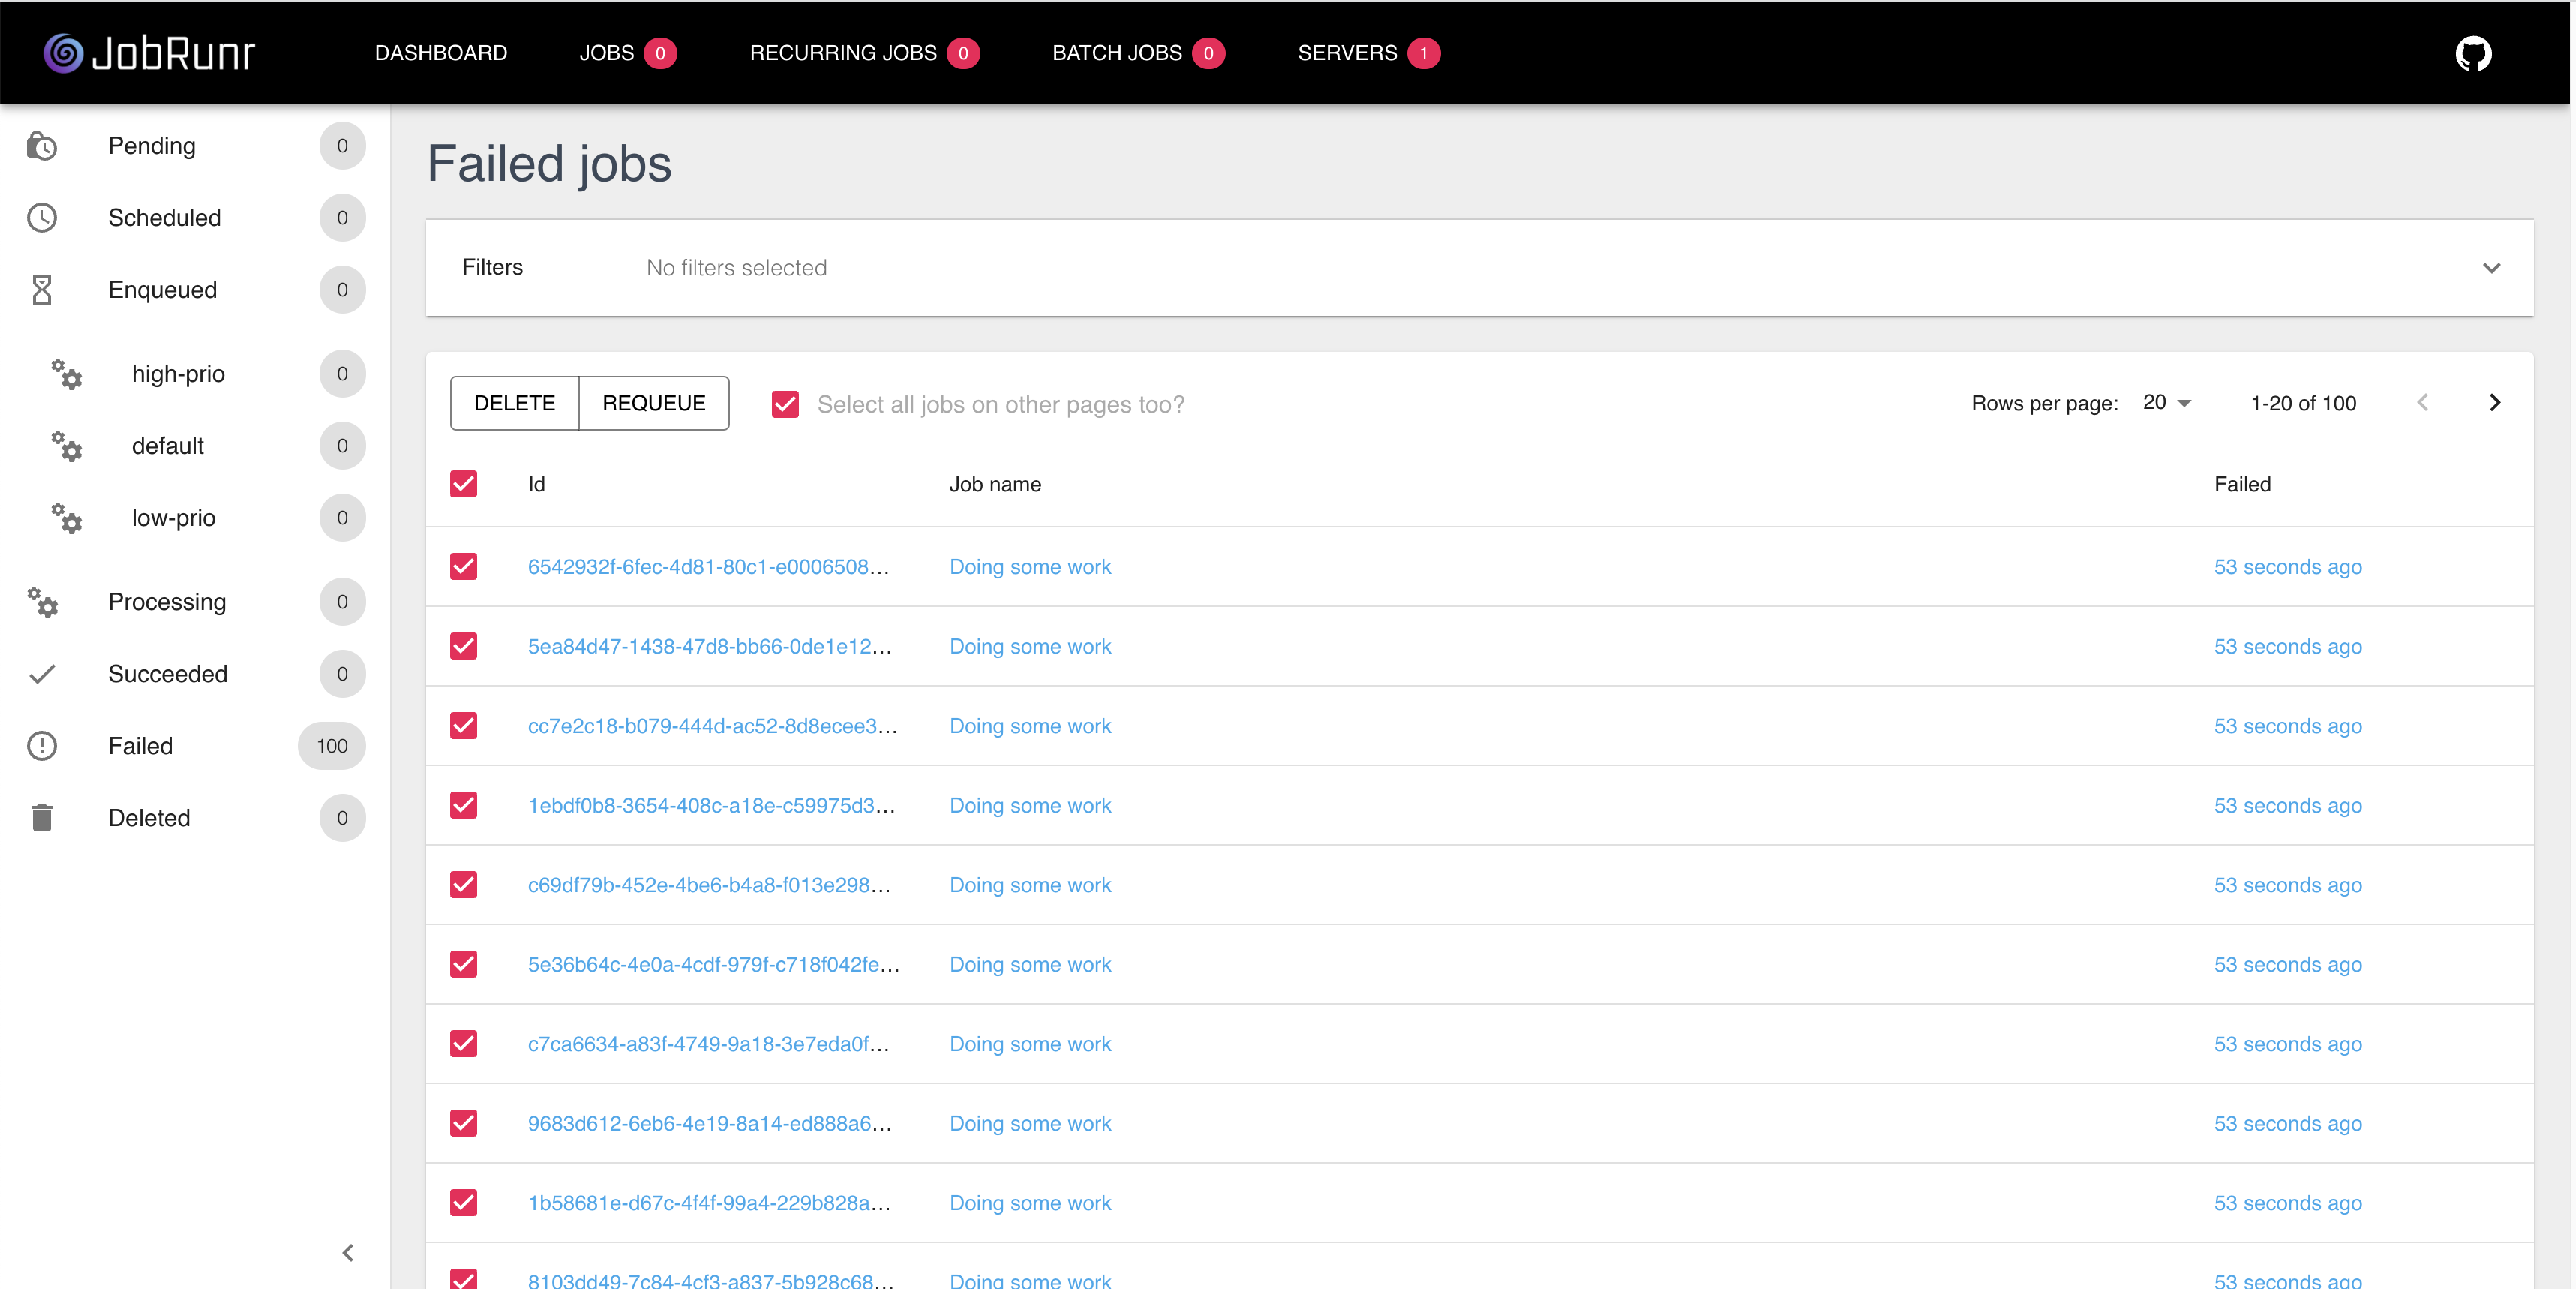 JobRunr DASHBOARD JOBS 0 RECURRING JOBS 0 BATCH JOBS 0 SERVERS 1
Pending 0
Scheduled 0
Enqueued 0
high-prio 0
default 0
low-prio 0
Processing 0
Succeeded 0
Failed 100
Deleted 0
Failed jobs
Filters No filters selected
DELETE REQUEUE Select all jobs on other pages too? Rows per page: 20 1-20 of 100
Id Job name Failed
6542932f-6fec-4d81-80c1-e0006508... Doing some work 53 seconds ago
5ea84d47-1438-47d8-bb66-0de1e12... Doing some work 53 seconds ago
cc7e2c18-b079-444d-ac52-8d8ecee3... Doing some work 53 seconds ago
1ebdf0b8-3654-408c-a18e-c59975d3... Doing some work 53 seconds ago
c69df79b-452e-4be6-b4a8-f013e298... Doing some work 53 seconds ago
5e36b64c-4e0a-4cdf-979f-c718f042fe... Doing some work 53 seconds ago
c7ca6634-a83f-4749-9a18-3e7eda0f... Doing some work 53 seconds ago
9683d612-6eb6-4e19-8a14-ed888a6... Doing some work 53 seconds ago
1b58681e-d67c-4f4f-99a4-229b828a... Doing some work 53 seconds ago
8103dd49-7c84-4cf3-a837-5b928c68... Doing some work 53 seconds ago